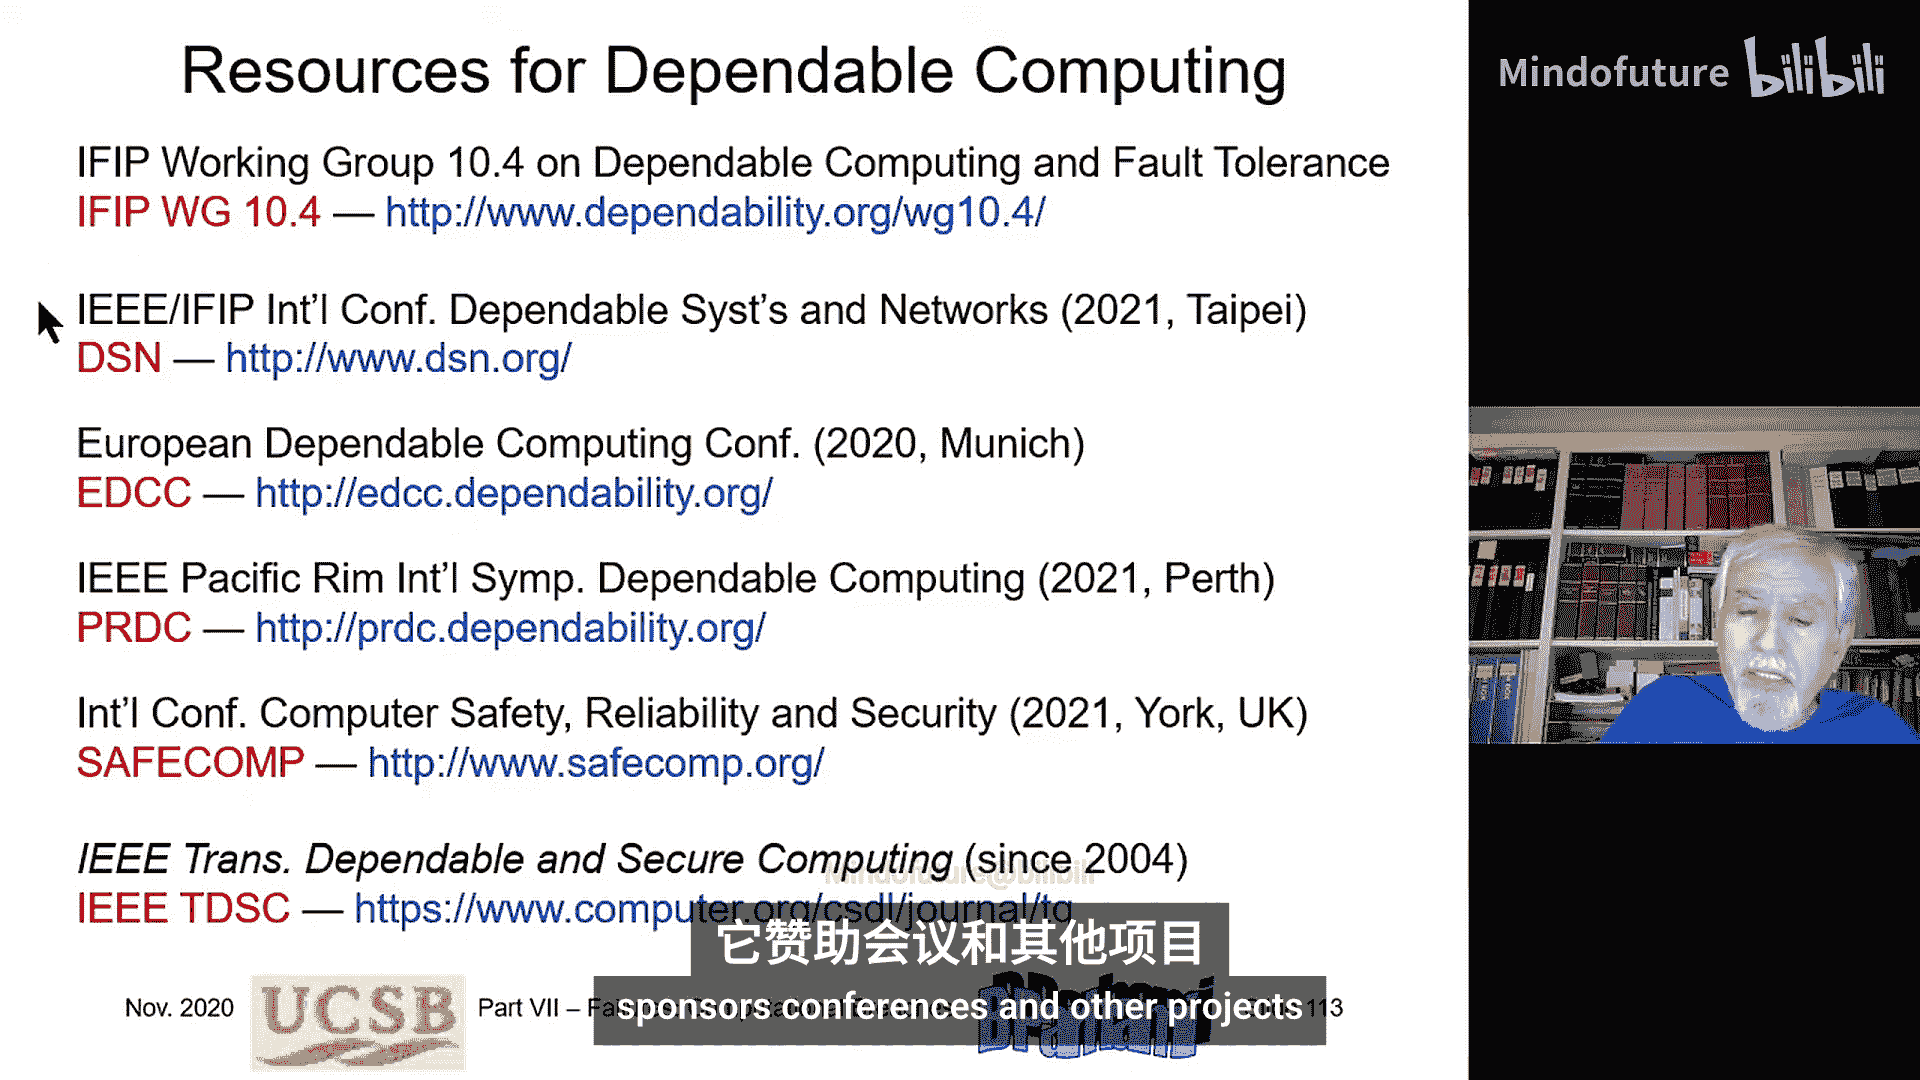 Resources for Dependable Computing
Mindofuture bilibili
IFIP Working Group 10.4 on Dependable Computing and Fault Tolerance
IFIP WG 10.4 — http://www.dependability.org/wg10.4/
IEEE/IFIP Int'l Conf. Dependable Syst's and Networks (2021, Taipei)
DSN — http://www.dsn.org/
European Dependable Computing Conf. (2020, Munich)
EDCC — http://edcc.dependability.org/
IEEE Pacific Rim Int'l Symp. Dependable Computing (2021, Perth)
PRDC — http://prdc.dependability.org/
Int'l Conf. Computer Safety, Reliability and Security (2021, York, UK)
SAFECOMP — http://www.safecomp.org/
IEEE Trans. Dependable and Secure Computing (since 2004)
Mindofuture@bilibili
IEEE TDSC — https://www.computer.org/csdl/journal/tq
它赞助会议和其他项目
Nov. 2020 UCSB Part VII –
sponsors conferences and other projects
B. Parhami